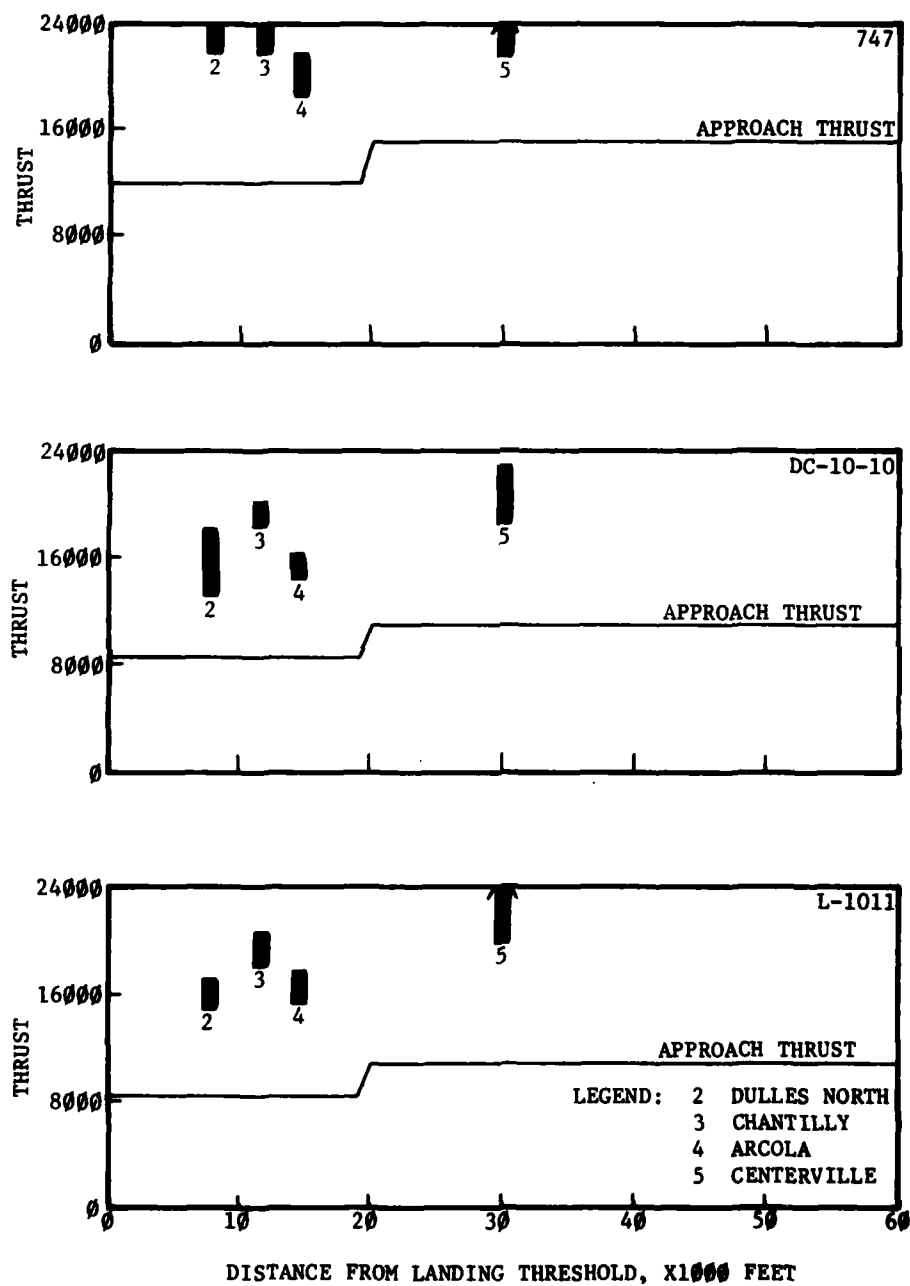 24000
747
2
3
5
4
16000
APPROACH THRUST
THRUST
8000
0
24000
DC-10-10
3
5
16000
4
2
APPROACH THRUST
THRUST
8000
0
24000
L-1011
5
3
16000
4
2
THRUST
APPROACH THRUST
8000
LEGEND: 2 DULLES NORTH
3 CHANTILLY
4 ARCOLA
5 CENTERVILLE
0
0 10 20 30 40 50 60
DISTANCE FROM LANDING THRESHOLD, X1000 FEET